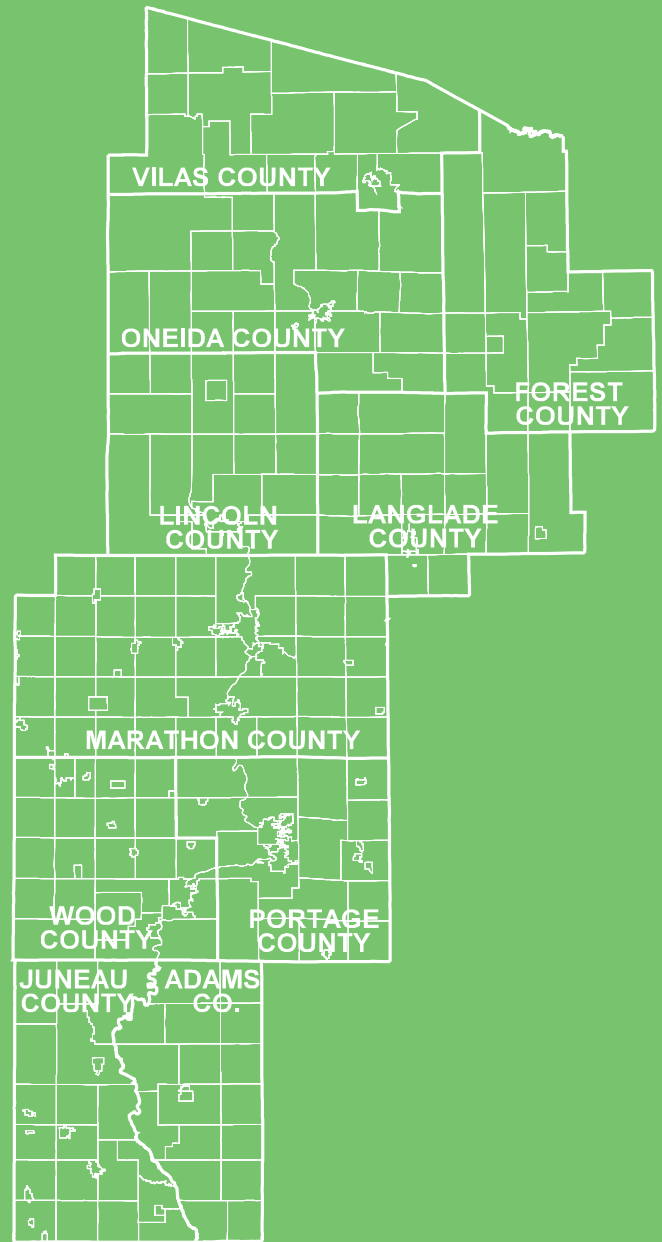 VILAS COUNTY
ONEIDA COUNTY
FOREST
COUNTY
LINCOLN
COUNTY
LANGLADE
COUNTY
MARATHON COUNTY
WOOD
COUNTY
PORTAGE
COUNTY
JUNEAU
COUNTY
ADAMS
CO.